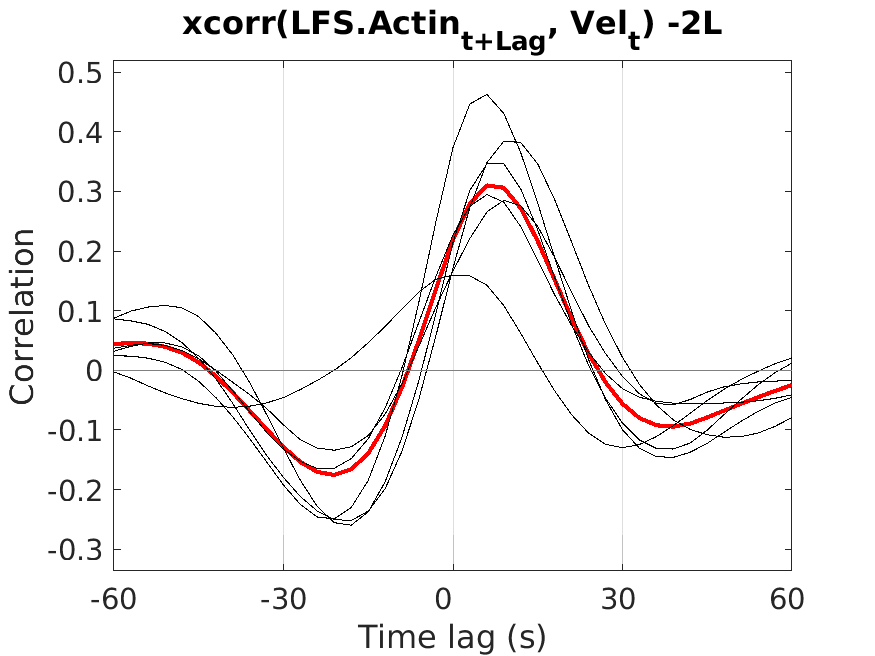 xcorr(LFS.Actin_{t+Lag}, Vel_t) -2L
0.5
0.4
0.3
0.2
0.1
0
-0.1
-0.2
-0.3
Correlation
-60 -30 0 30 60
Time lag (s)